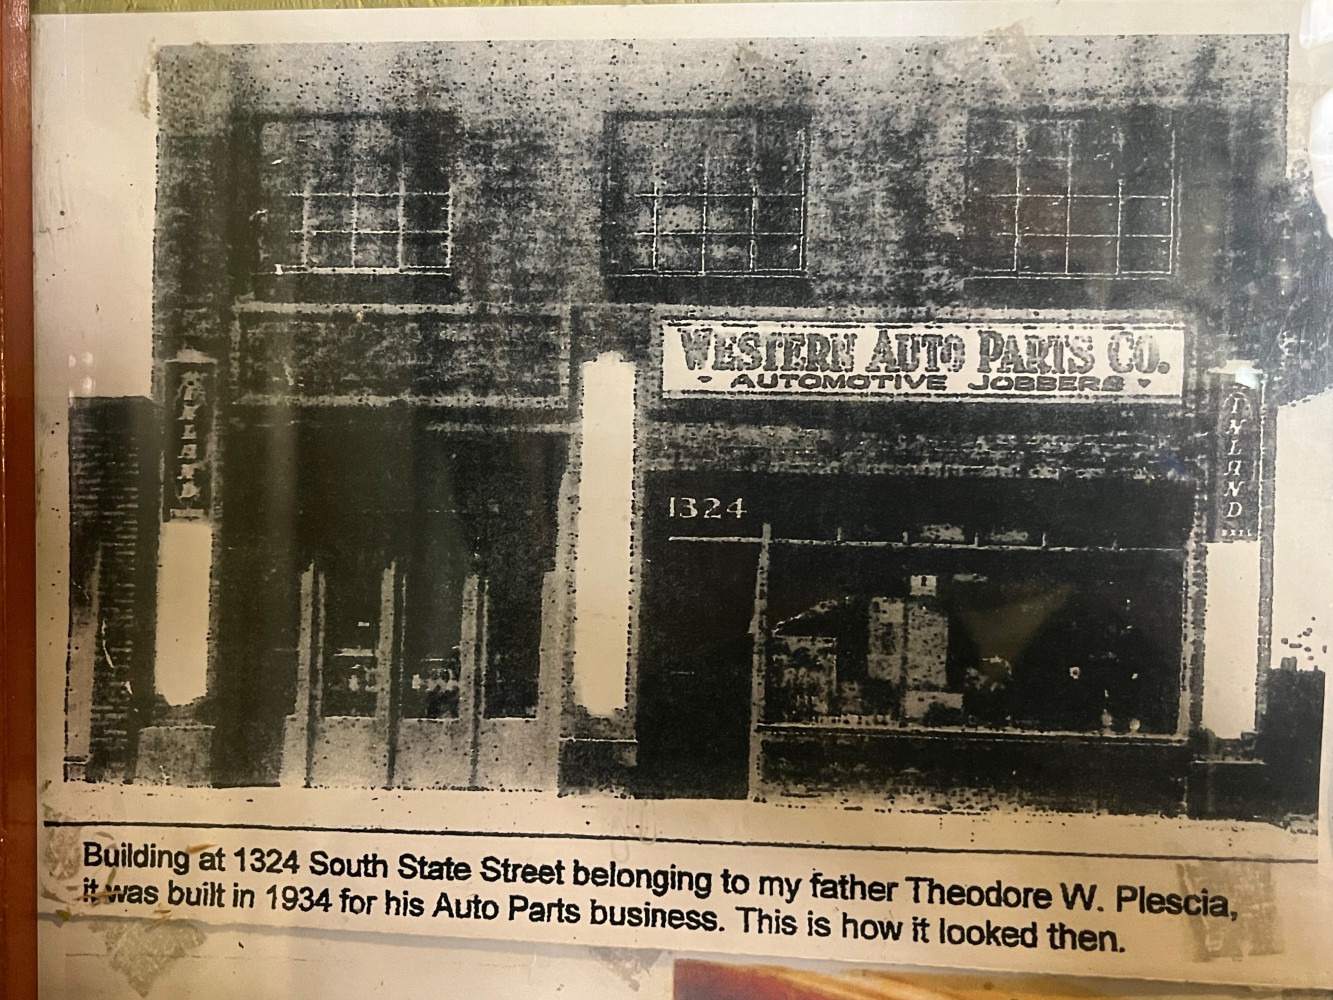 WESTERN AUTO PARTS CO.
AUTOMOTIVE JOBBERS
INLAND
INLAND
1324
Building at 1324 South State Street belonging to my father Theodore W. Plescia,
it was built in 1934 for his Auto Parts business. This is how it looked then.